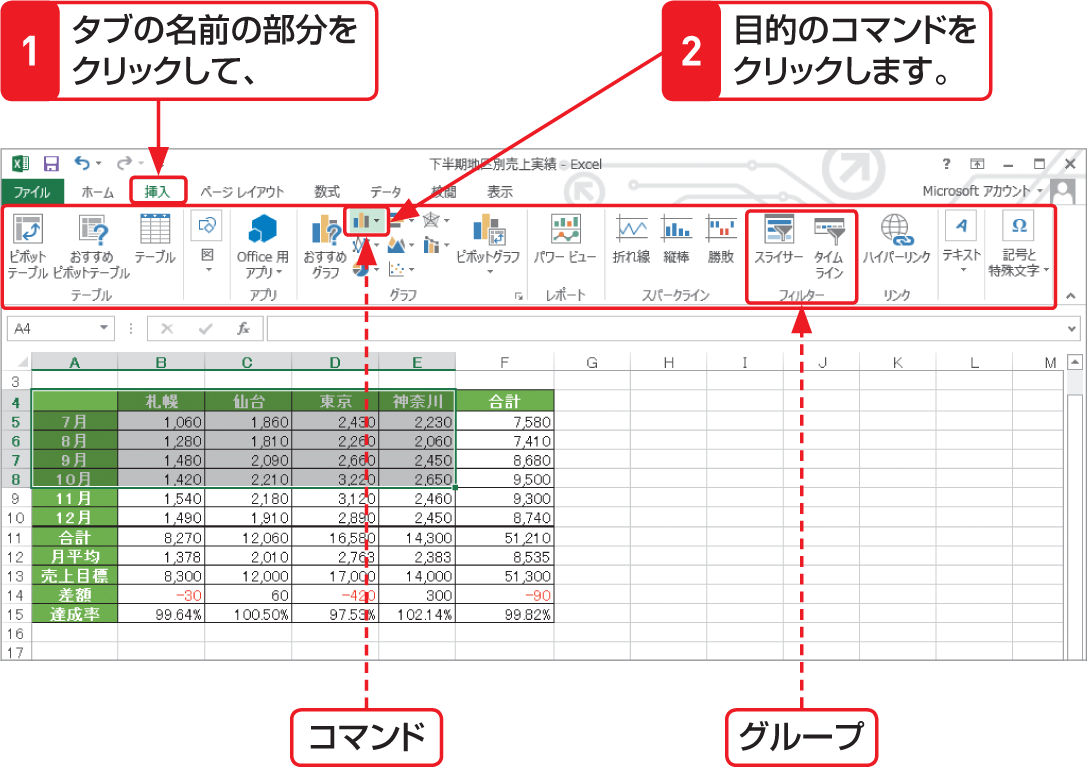 1
タブの名前の部分を
クリックして、
2
目的のコマンドを
クリックします。
下半期地区別売上実績 - Excel
?
ファイル ホーム 挿入 ページ レイアウト 数式 データ 校閲 表示
Microsoft アカウント
ピボット
テーブル
おすすめ
ピボットテーブル
テーブル
図
Office 用
アプリ
おすすめ
グラフ
ピボットグラフ
パワー ビュー
折れ線
縦棒
勝敗
スライサー
タイム
ライン
ハイパーリンク
テキスト
記号と
特殊文字
テーブル アプリ グラフ レポート スパークライン フィルター リンク
A4
fx
A B C D E F G H I J K L M
3
4 札幌 仙台 東京 神奈川 合計
5 7月 1,060 1,860 2,430 2,230 7,580
6 8月 1,280 1,810 2,260 2,060 7,410
7 9月 1,480 2,090 2,660 2,450 8,680
8 10月 1,420 2,210 3,220 2,650 9,500
9 11月 1,540 2,180 3,120 2,460 9,300
10 12月 1,490 1,910 2,890 2,450 8,740
11 合計 8,270 12,060 16,580 14,300 51,210
12 月平均 1,378 2,010 2,763 2,383 8,535
13 売上目標 8,300 12,000 17,000 14,000 51,300
14 差額 -30 60 -420 300 -90
15 達成率 99.64% 100.50% 97.53% 102.14% 99.82%
16
17
コマンド
グループ